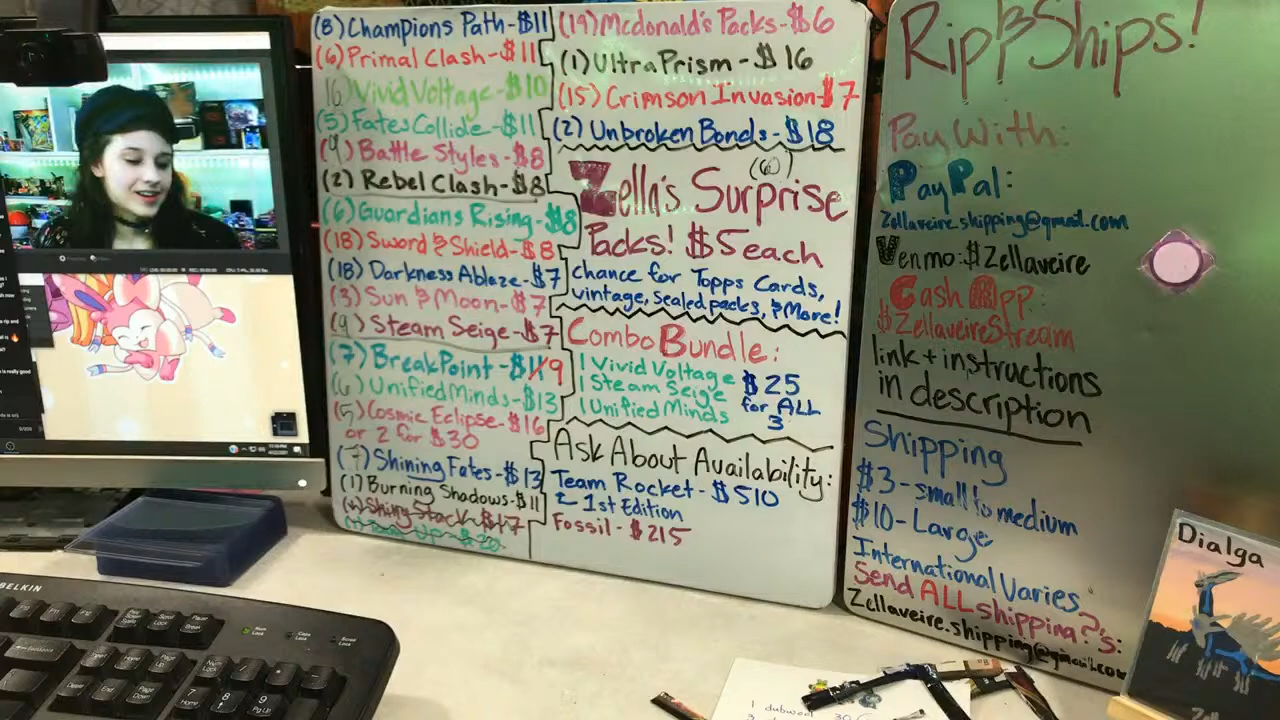 (8) Champions Path - $11
(6) Primal Clash - $11
(6) Vivid Voltage - $10
(5) Fates Collide - $11
(9) Battle Styles - $8
(2) Rebel Clash - $8
(6) Guardians Rising - $8
(18) Sword & Shield - $8
(18) Darkness Ablaze - $7
(3) Sun & Moon - $7
(9) Steam Seige - $7
(7) BreakPoint - $11/9
(6) Unified Minds - $13
(5) Cosmic Eclipse - $16
or 2 for $30
(7) Shining Fates - $13
(1) Burning Shadows - $11
(19) Mcdonald's Packs - $6
(1) Ultra Prism - $16
(15) Crimson Invasion - $7
(2) Unbroken Bonds - $18
(60)
Zella's Surprise
Packs! $5 each
chance for Topps Cards,
vintage, Sealed packs, & More!
Combo Bundle:
1 Vivid Voltage
1 Steam Seige
1 Unified Minds
$25
for ALL
3
Ask About Availability:
Team Rocket - $510
2 1st Edition
Fossil - $215
Rip & Ships!
Pay With:
PayPal:
Zellaveire.shipping@gmail.com
Venmo: $Zellaveire
Cash App:
$ZellaveireStream
link + instructions
in description
Shipping
$3 - small to medium
$10 - Large
International Varies
Send ALL shipping ?'s:
Zellaveire.shipping@gmail.com
Dialga
BELKIN